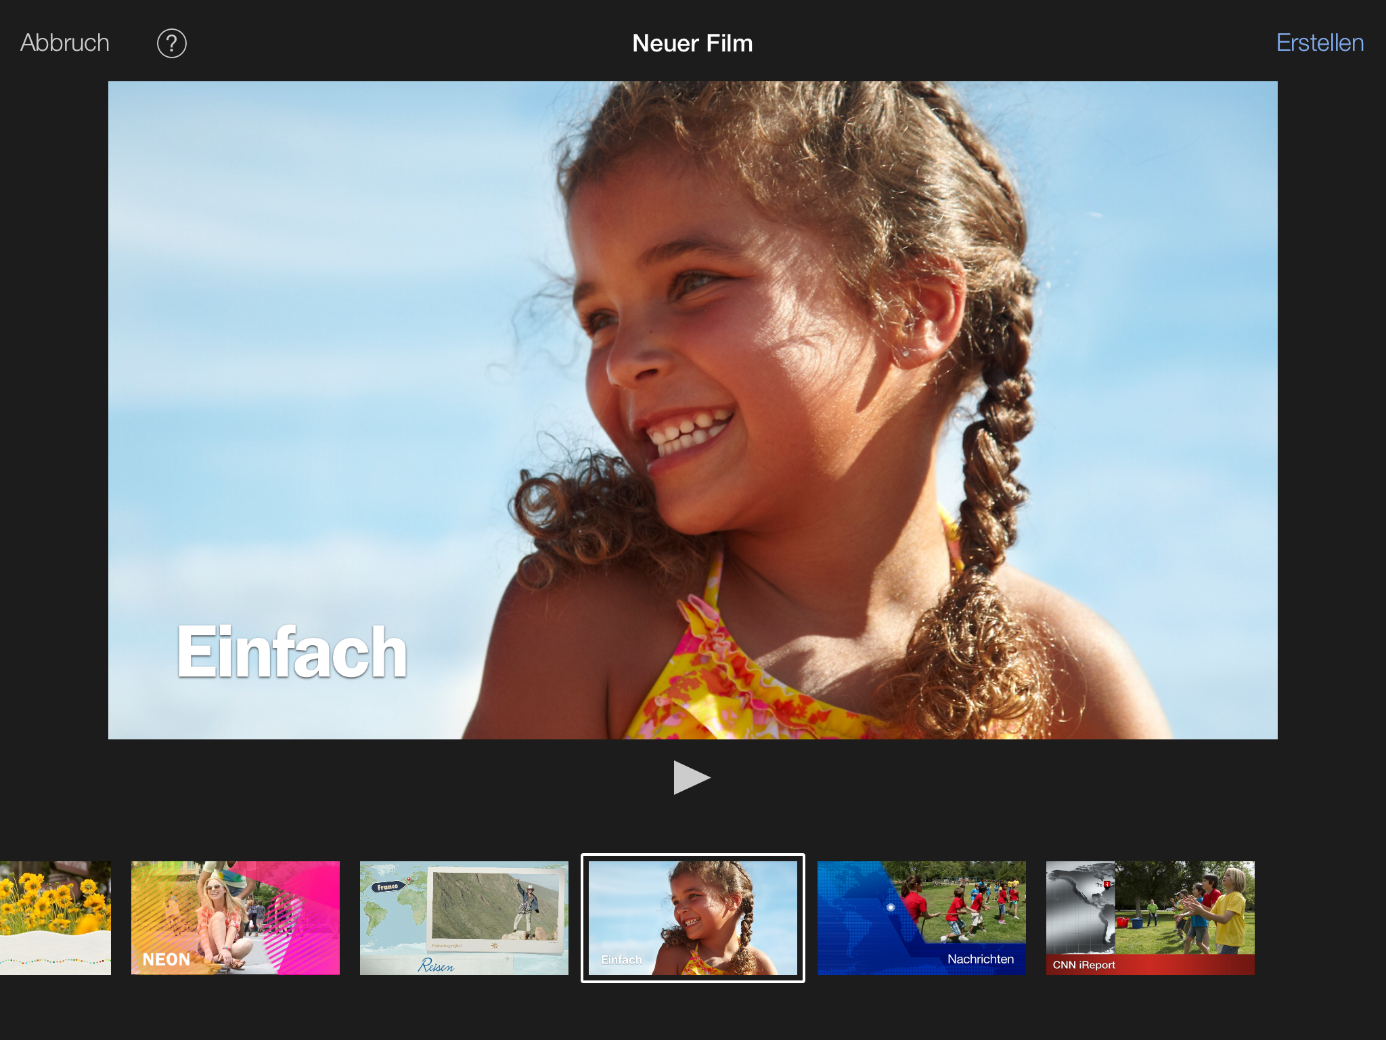 Abbruch
?
Neuer Film
Erstellen
Einfach
NEON
France
Reisen
Einfach
Nachrichten
CNN iReport